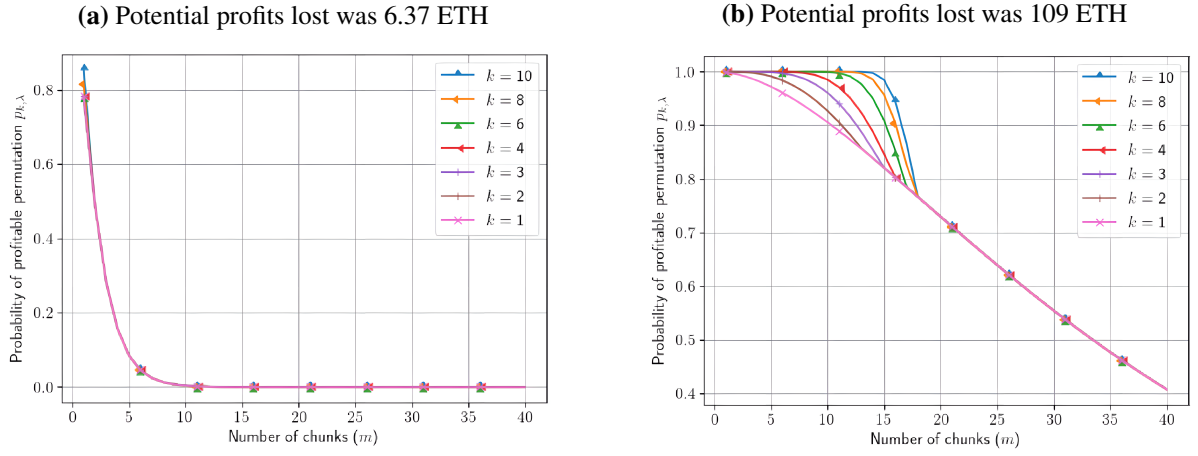 (a) Potential profits lost was 6.37 ETH
Probability of profitable permutation p_{k,λ}
0.8
0.6
0.4
0.2
0.0
k = 10
k = 8
k = 6
k = 4
k = 3
k = 2
k = 1
0 5 10 15 20 25 30 35 40
Number of chunks (m)
(b) Potential profits lost was 109 ETH
Probability of profitable permutation p_{k,λ}
1.0
0.9
0.8
0.7
0.6
0.5
0.4
k = 10
k = 8
k = 6
k = 4
k = 3
k = 2
k = 1
0 5 10 15 20 25 30 35 40
Number of chunks (m)